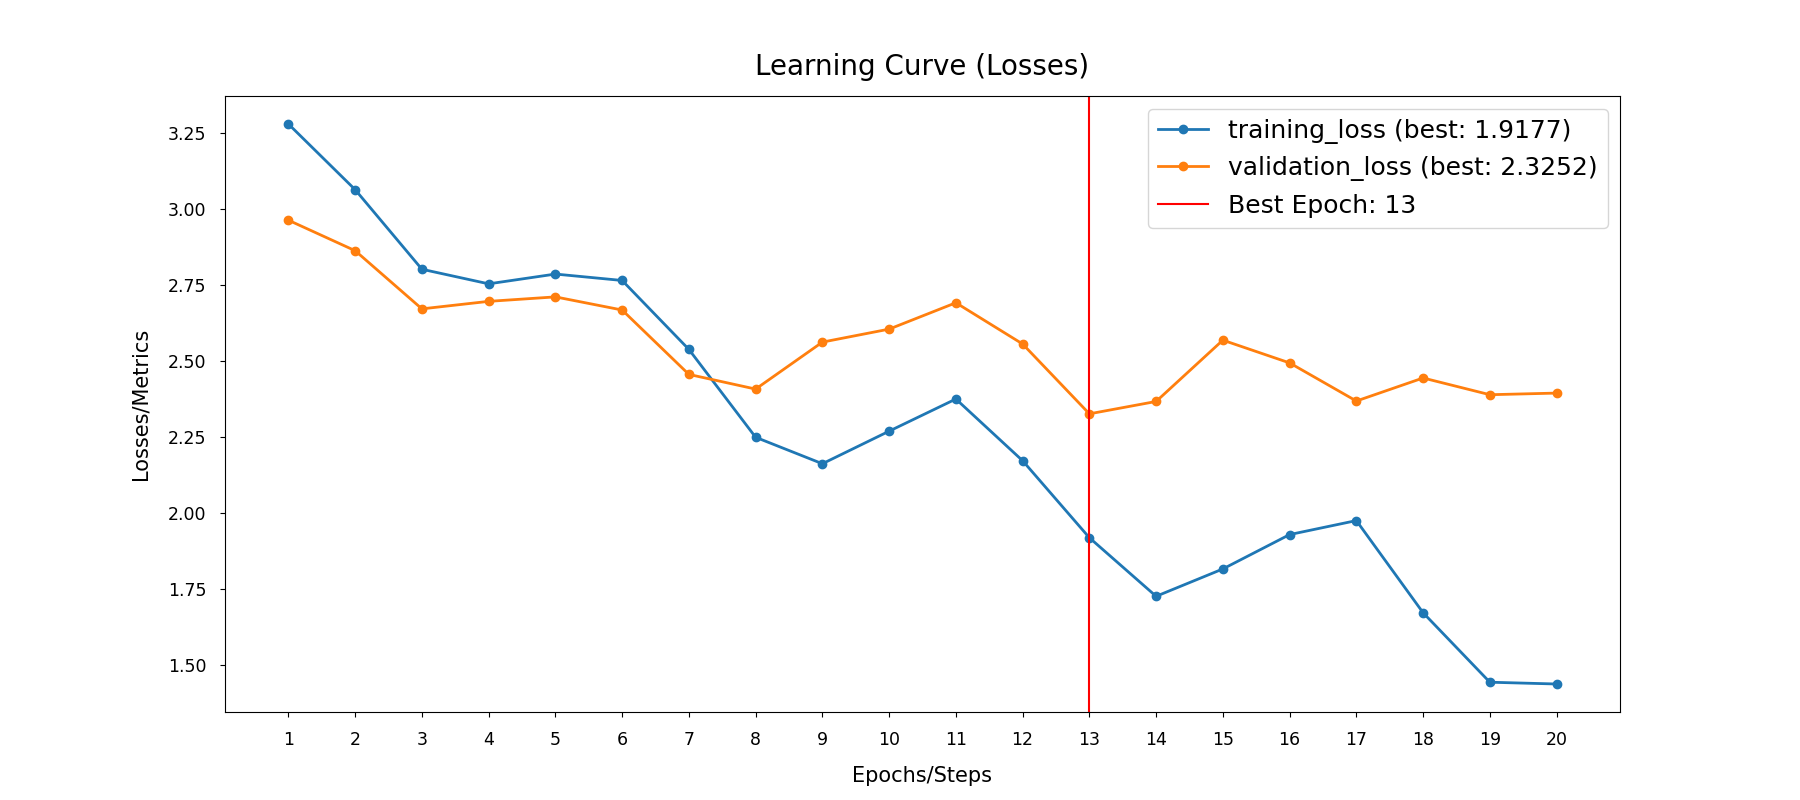 Learning Curve (Losses)
training_loss (best: 1.9177)
validation_loss (best: 2.3252)
Best Epoch: 13
Losses/Metrics
3.25
3.00
2.75
2.50
2.25
2.00
1.75
1.50
1 2 3 4 5 6 7 8 9 10 11 12 13 14 15 16 17 18 19 20
Epochs/Steps